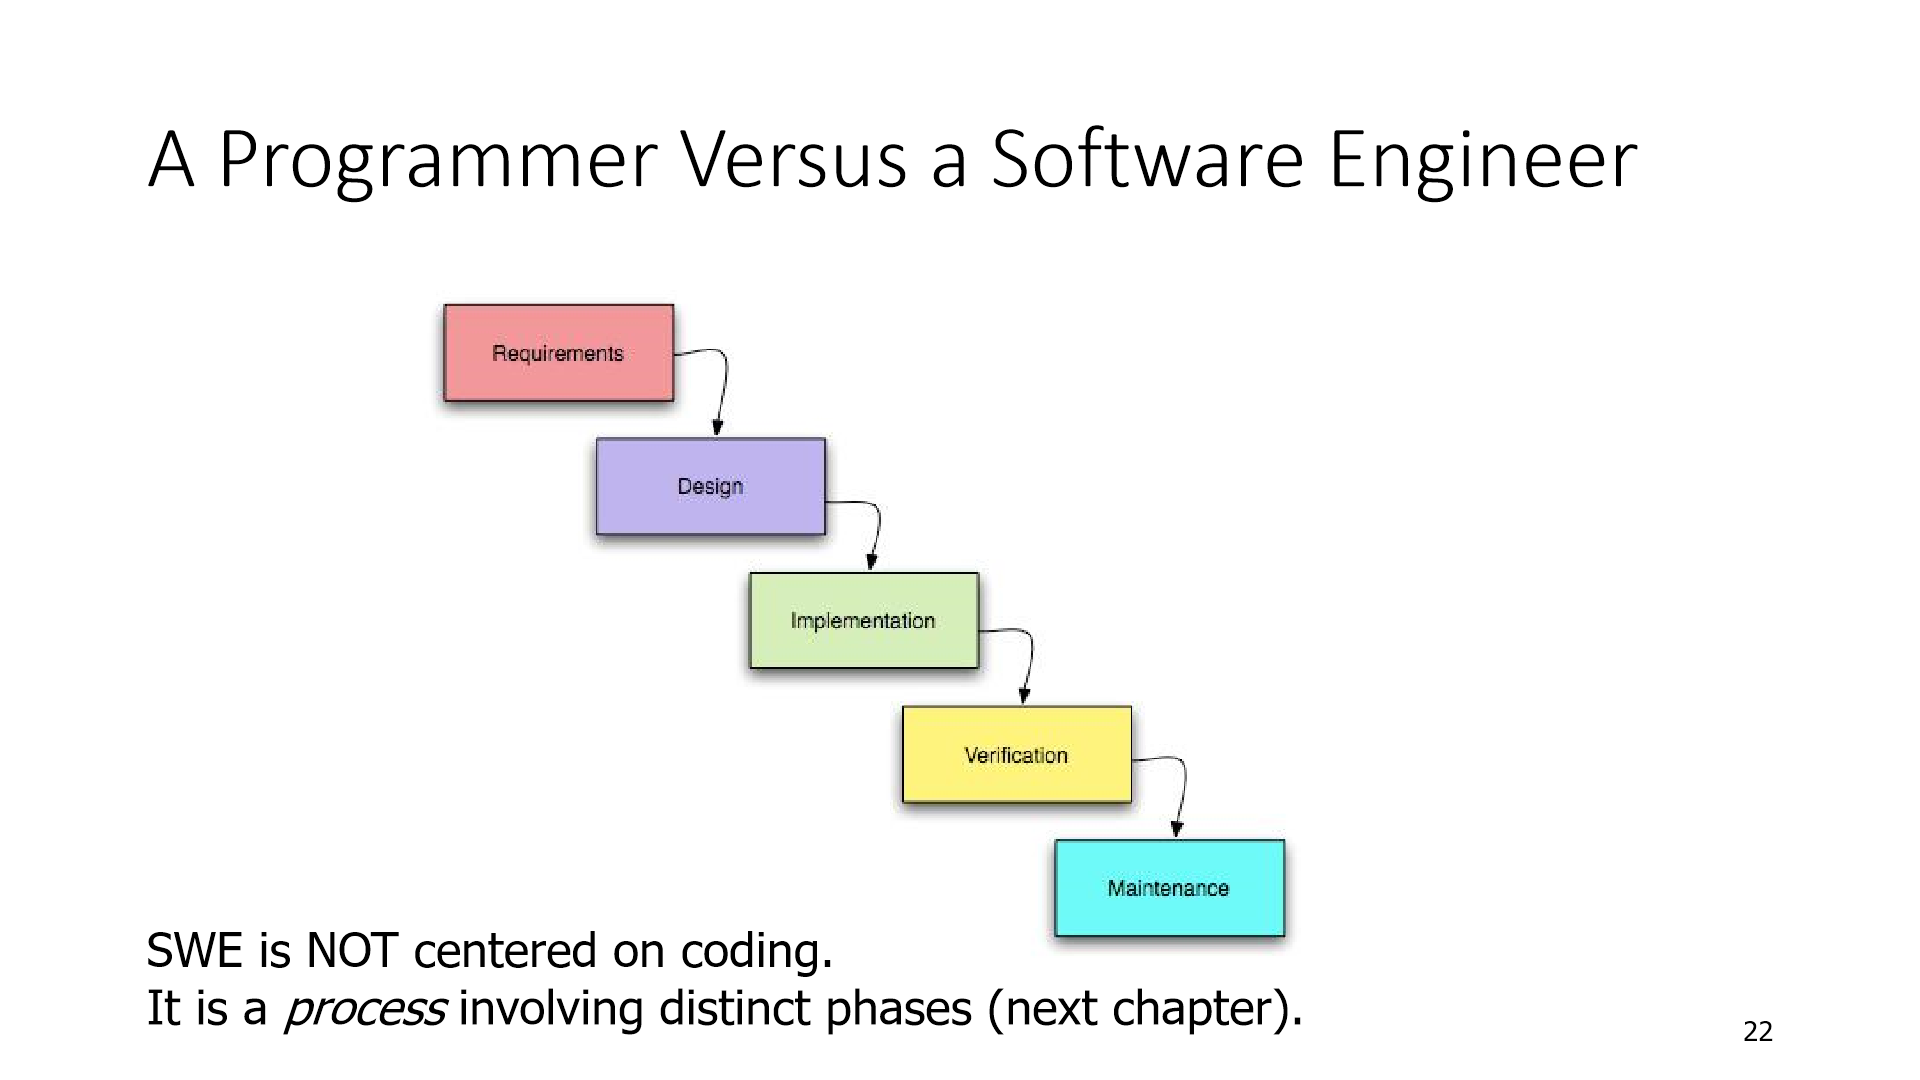 A Programmer Versus a Software Engineer
Requirements
Design
Implementation
Verification
Maintenance
SWE is NOT centered on coding.
It is a process involving distinct phases (next chapter).
22